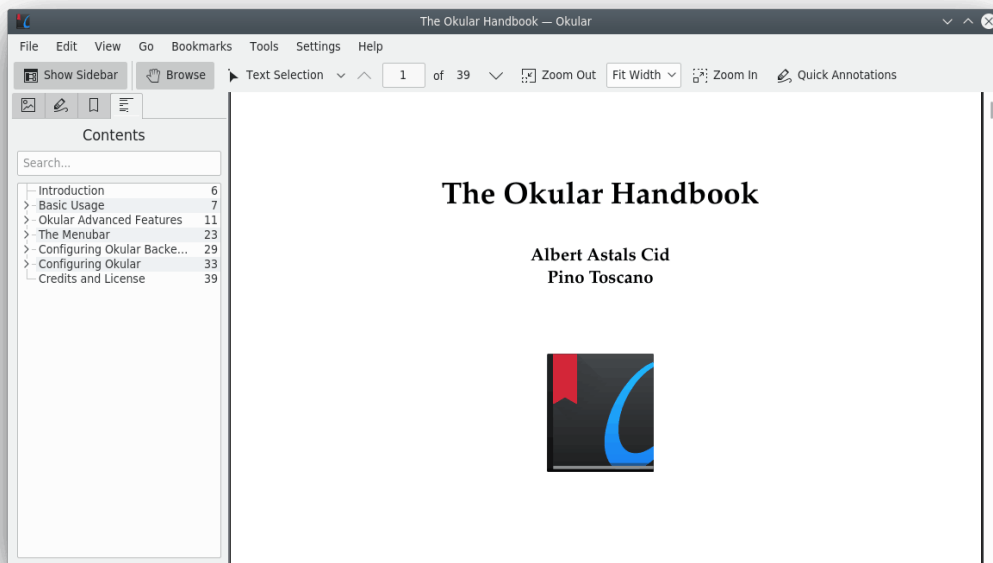 The Okular Handbook — Okular
File Edit View Go Bookmarks Tools Settings Help
Show Sidebar Browse Text Selection 1 of 39 Zoom Out Fit Width Zoom In Quick Annotations
Contents
Search...
Introduction 6
Basic Usage 7
Okular Advanced Features 11
The Menubar 23
Configuring Okular Backe... 29
Configuring Okular 33
Credits and License 39
The Okular Handbook
Albert Astals Cid
Pino Toscano